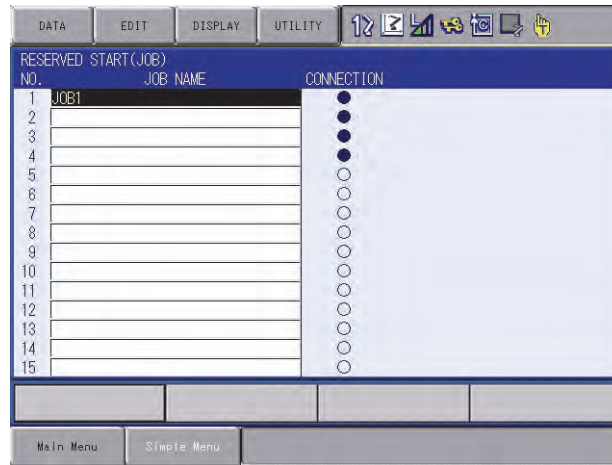 DATA EDIT DISPLAY UTILITY
RESERVED START(JOB)
NO. JOB NAME CONNECTION
1 JOB1
2
3
4
5
6
7
8
9
10
11
12
13
14
15
Main Menu Simple Menu